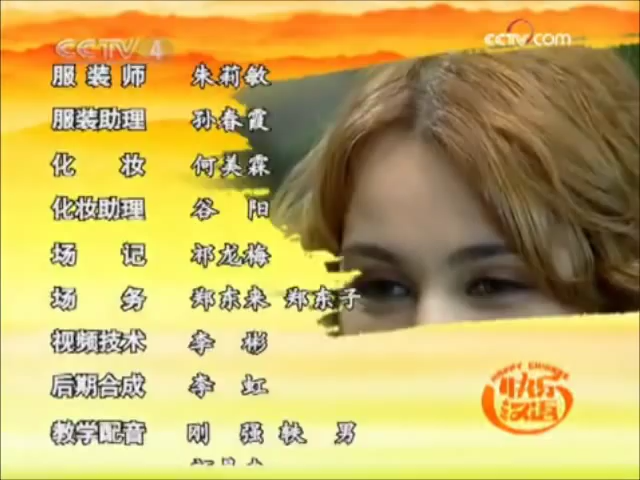 CCTV 4
CCTV.com
服装师 朱莉敏
服装助理 孙春霞
化妆 何美霖
化妆助理 谷阳
场记 祁龙梅
场务 郑东来 郑东子
视频技术 李彬
后期合成 李虹
HAPPY CHINESE
快乐
汉语
教学配音 刚强 轶男